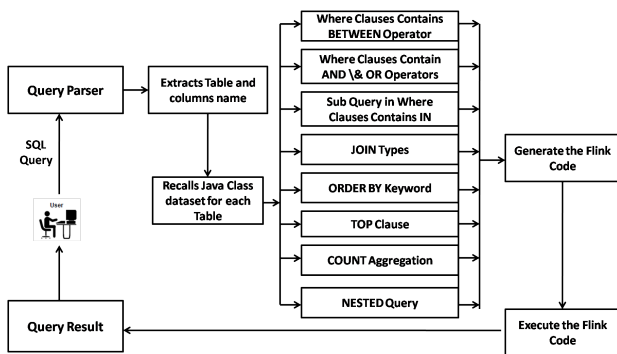 Query Parser
SQL
Query
User
Query Result
Extracts Table and
columns name
Recalls Java Class
dataset for each
Table
Where Clauses Contains
BETWEEN Operator
Where Clauses Contain
AND \& OR Operators
Sub Query in Where
Clauses Contains IN
JOIN Types
ORDER BY Keyword
TOP Clause
COUNT Aggregation
NESTED Query
Generate the Flink
Code
Execute the Flink
Code